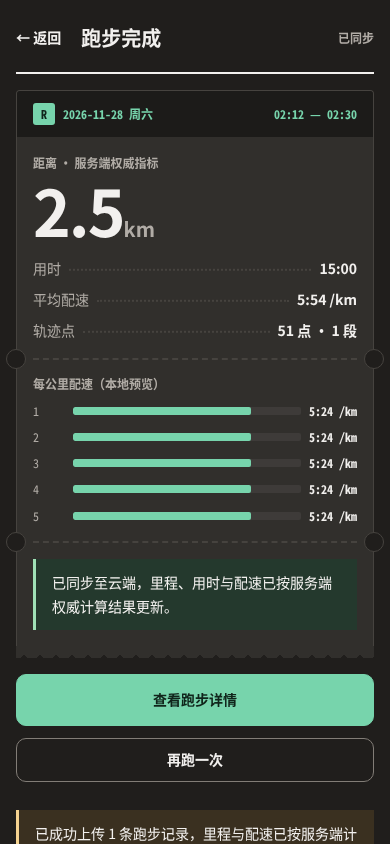 ← 返回 跑步完成 已同步
R 2026-11-28 周六 02:12 — 02:30
距离 · 服务端权威指标
2.5km
用时 15:00
平均配速 5:54 /km
轨迹点 51 点 · 1 段
每公里配速（本地预览）
1 5:24 /km
2 5:24 /km
3 5:24 /km
4 5:24 /km
5 5:24 /km
已同步至云端，里程、用时与配速已按服务端
权威计算结果更新。
查看跑步详情
再跑一次
已成功上传 1 条跑步记录，里程与配速已按服务端计